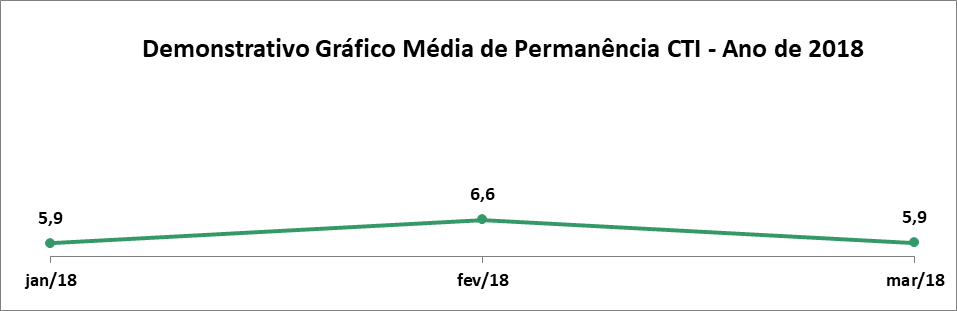 Demonstrativo Gráfico Média de Permanência CTI - Ano de 2018
6,6
5,9
5,9
jan/18
fev/18
mar/18